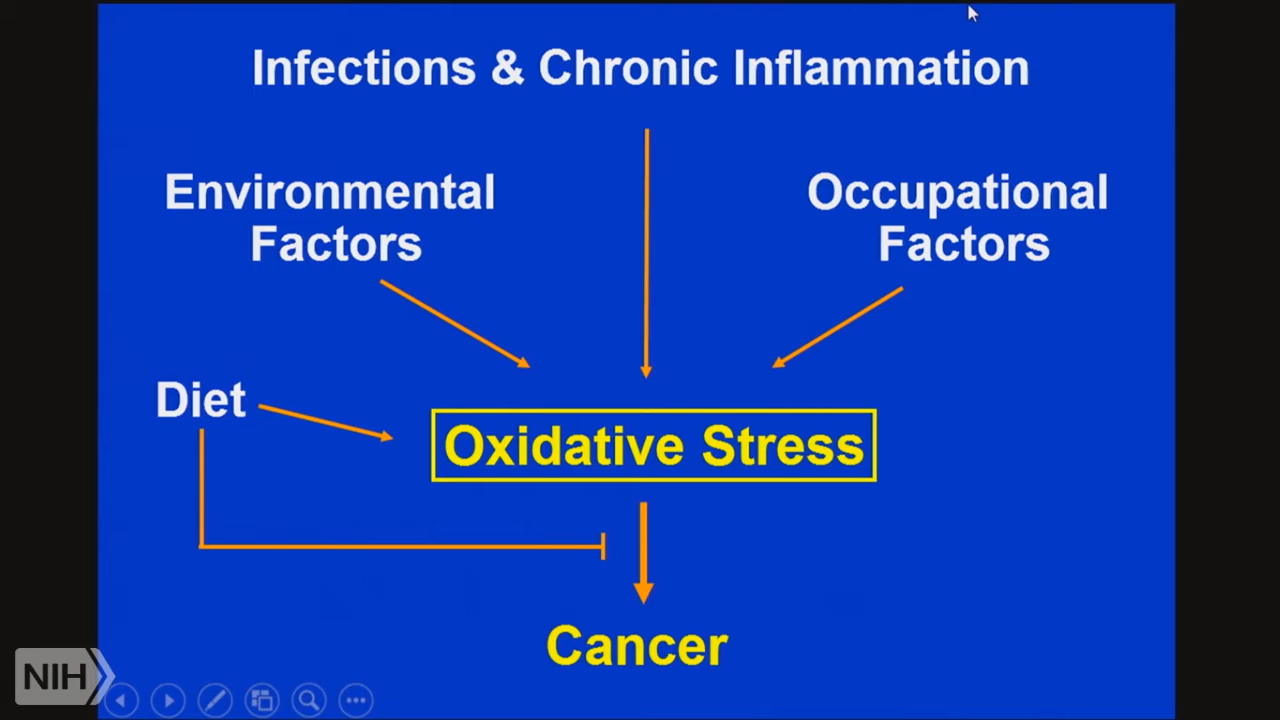 Infections & Chronic Inflammation
Environmental
Factors
Occupational
Factors
Diet
Oxidative Stress
Cancer
NIH